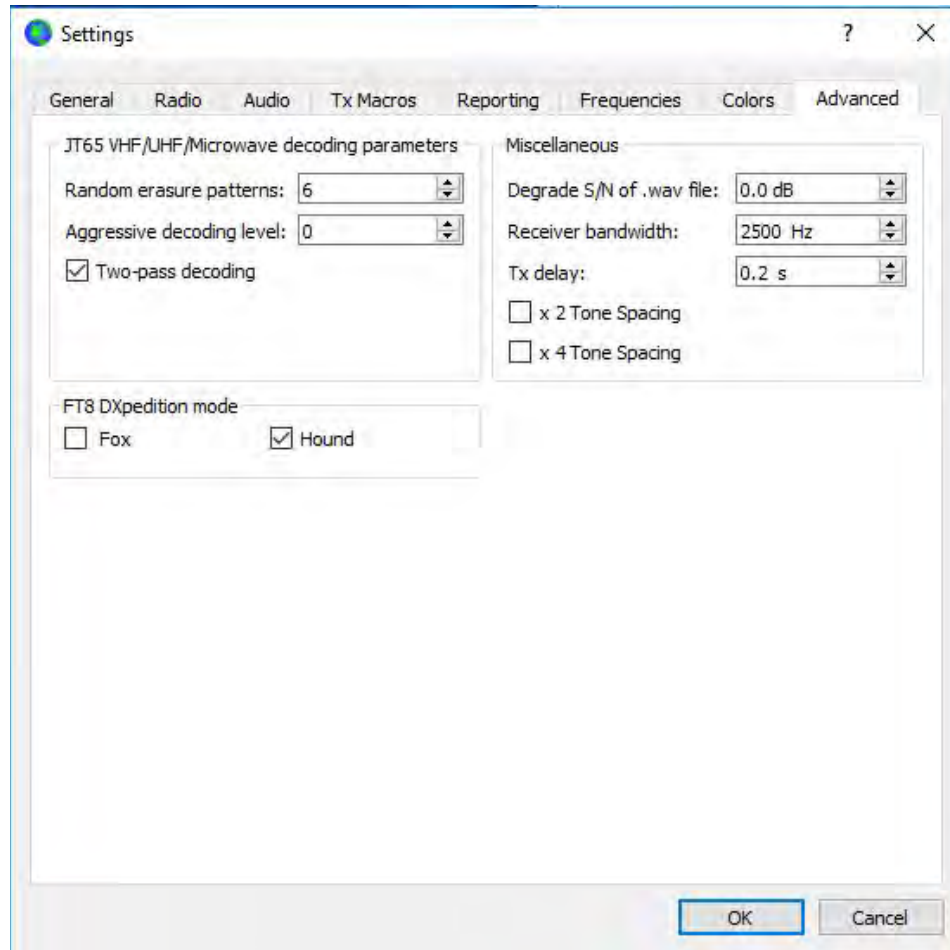 Settings ?
General Radio Audio Tx Macros Reporting Frequencies Colors Advanced
JT65 VHF/UHF/Microwave decoding parameters
Random erasure patterns: 6
Aggressive decoding level: 0
Two-pass decoding
Miscellaneous
Degrade S/N of .wav file: 0.0 dB
Receiver bandwidth: 2500 Hz
Tx delay: 0.2 s
x 2 Tone Spacing
x 4 Tone Spacing
FT8 DXpedition mode
Fox Hound
OK Cancel